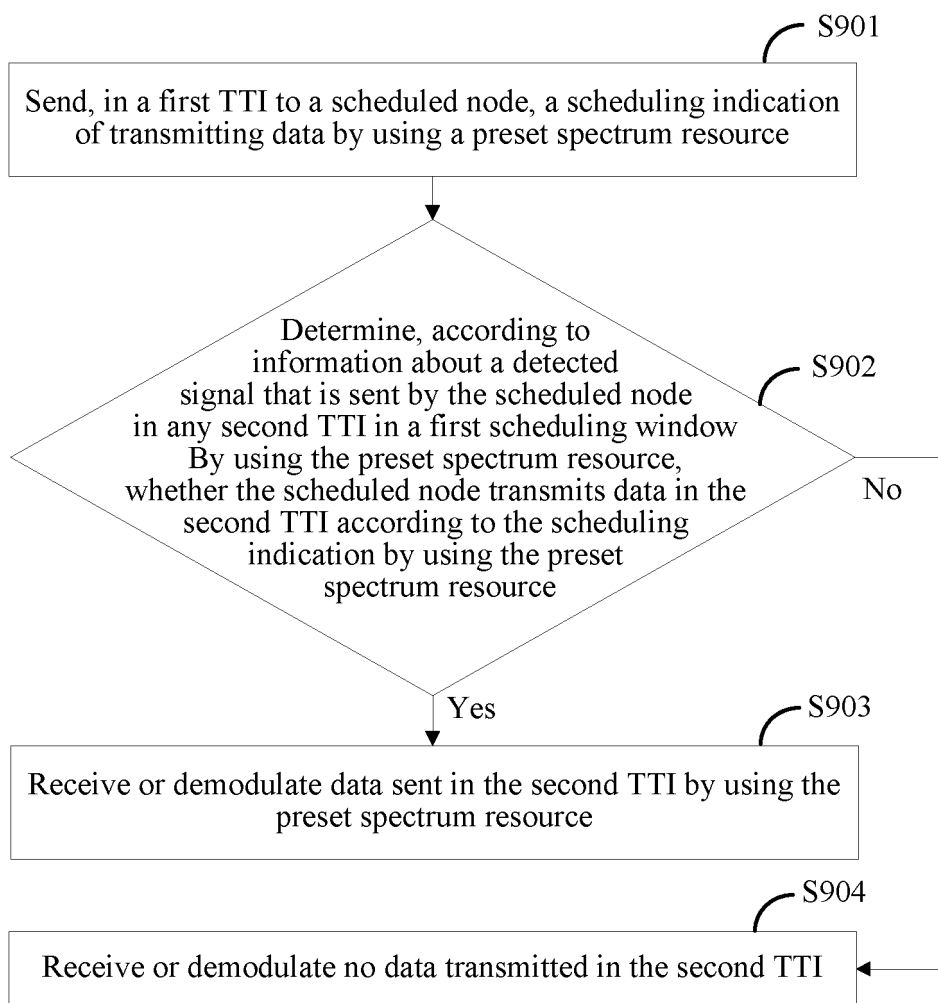 S901
Send, in a first TTI to a scheduled node, a scheduling indication
of transmitting data by using a preset spectrum resource
Determine, according to
information about a detected
signal that is sent by the scheduled node
in any second TTI in a first scheduling window
By using the preset spectrum resource,
whether the scheduled node transmits data in the
second TTI according to the scheduling
indication by using the preset
spectrum resource
S902
No
Yes
S903
Receive or demodulate data sent in the second TTI by using the
preset spectrum resource
S904
Receive or demodulate no data transmitted in the second TTI